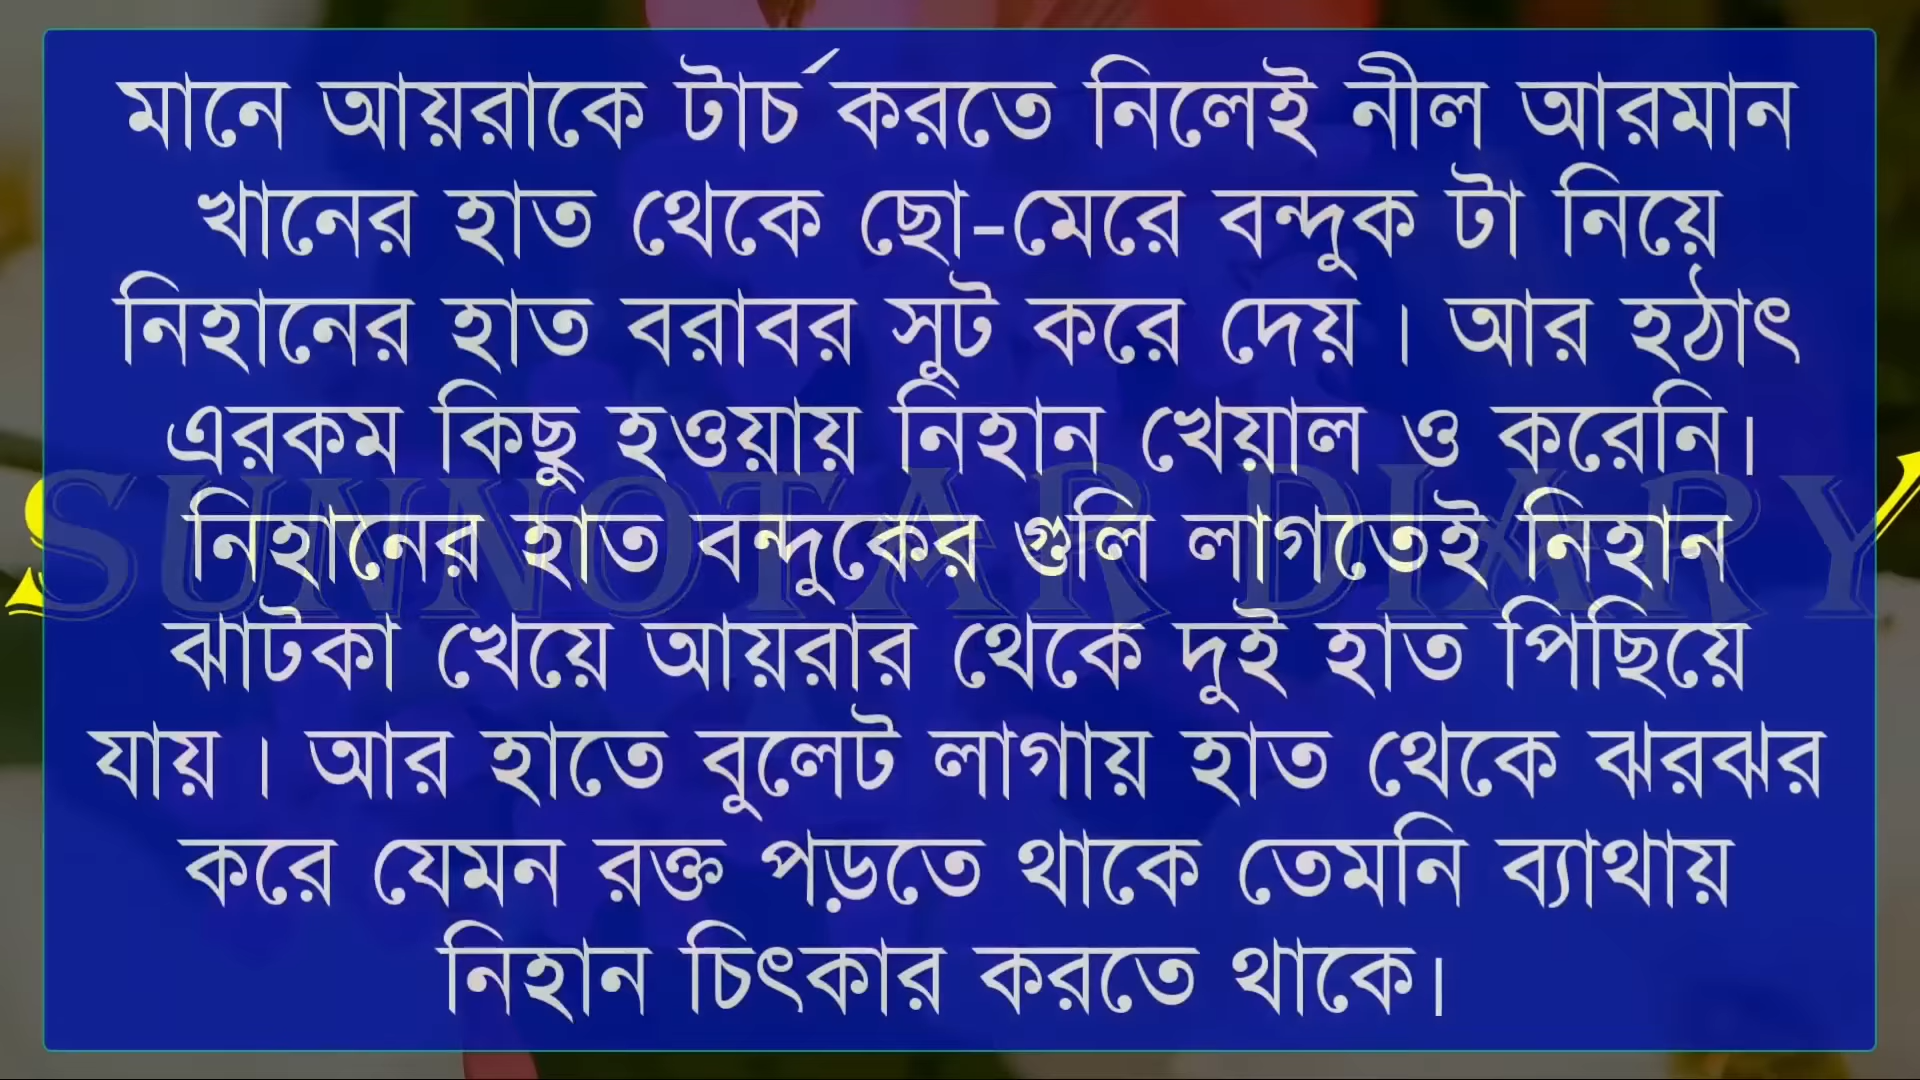 মানে আয়রাকে টার্চ করতে নিলেই নীল আরমান
খানের হাত থেকে ছো-মেরে বন্দুক টা নিয়ে
নিহানের হাত বরাবর সুট করে দেয় । আর হঠাৎ
এরকম কিছু হওয়ায় নিহান খেয়াল ও করেনি।
SUNNOTAR DIARY
নিহানের হাত বন্দুকের গুলি লাগতেই নিহান
ঝাটকা খেয়ে আয়রার থেকে দুই হাত পিছিয়ে
যায় । আর হাতে বুলেট লাগায় হাত থেকে ঝরঝর
করে যেমন রক্ত পড়তে থাকে তেমনি ব্যাথায়
নিহান চিৎকার করতে থাকে।